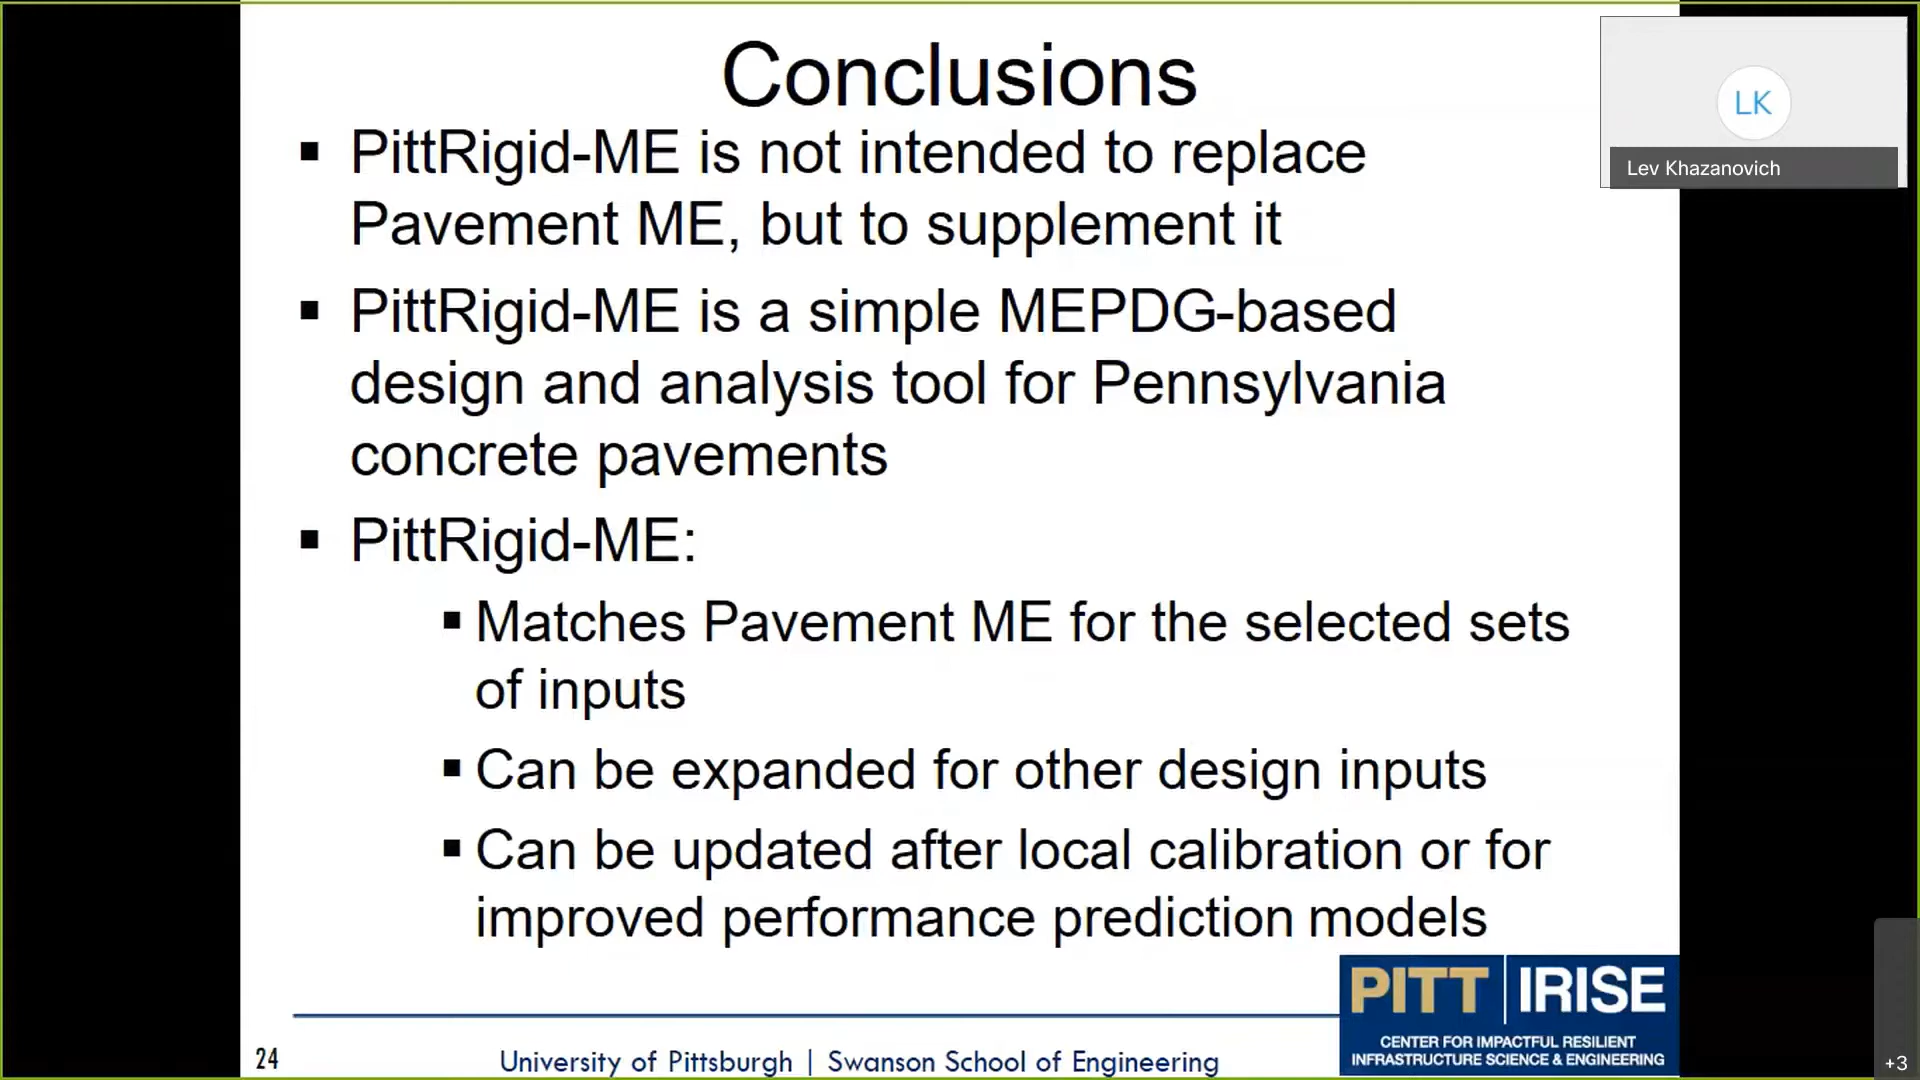 Conclusions
LK
Lev Khazanovich
▪ PittRigid-ME is not intended to replace
Pavement ME, but to supplement it
▪ PittRigid-ME is a simple MEPDG-based
design and analysis tool for Pennsylvania
concrete pavements
▪ PittRigid-ME:
▪ Matches Pavement ME for the selected sets
of inputs
▪ Can be expanded for other design inputs
▪ Can be updated after local calibration or for
improved performance prediction models
PITT IRISE
CENTER FOR IMPACTFUL RESILIENT
INFRASTRUCTURE SCIENCE & ENGINEERING
24
University of Pittsburgh | Swanson School of Engineering
+3